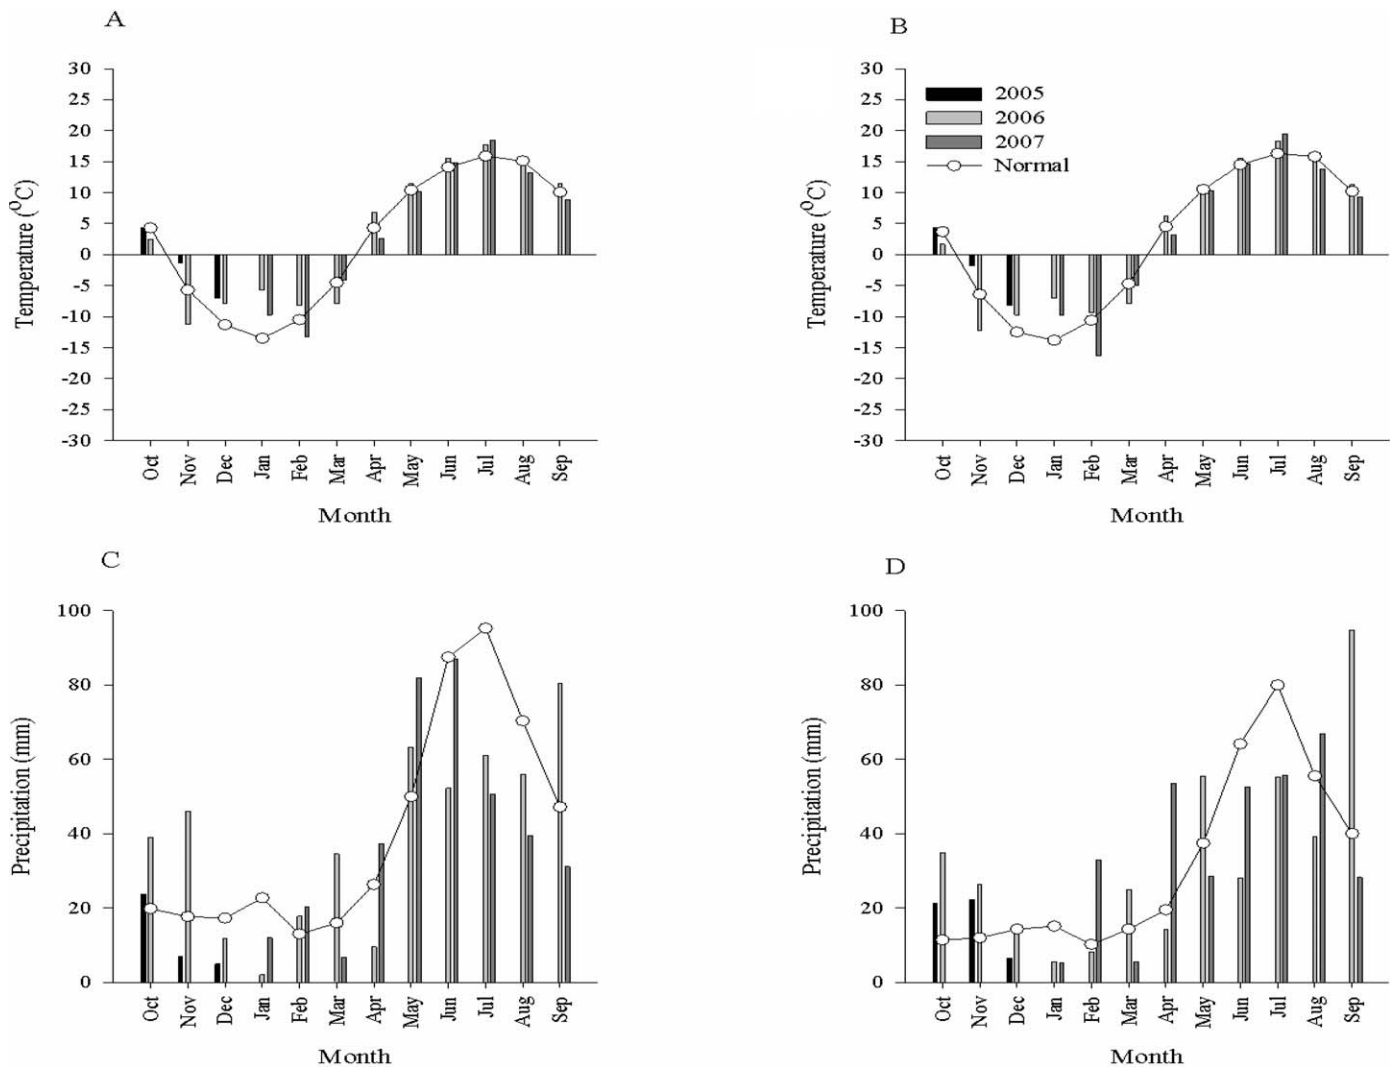 A
30
25
20
15
10
5
0
-5
-10
-15
-20
-25
-30
Temperature (ºC)
Oct Nov Dec Jan Feb Mar Apr May Jun Jul Aug Sep
Month
B
30
25
20
15
10
5
0
-5
-10
-15
-20
-25
-30
Temperature (ºC)
2005
2006
2007
Normal
Oct Nov Dec Jan Feb Mar Apr May Jun Jul Aug Sep
Month
C
100
80
60
40
20
0
Precipitation (mm)
Oct Nov Dec Jan Feb Mar Apr May Jun Jul Aug Sep
Month
D
100
80
60
40
20
0
Precipitation (mm)
Oct Nov Dec Jan Feb Mar Apr May Jun Jul Aug Sep
Month